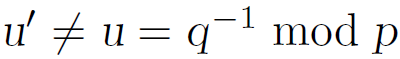 u′ ≠ u = q⁻¹ mod p